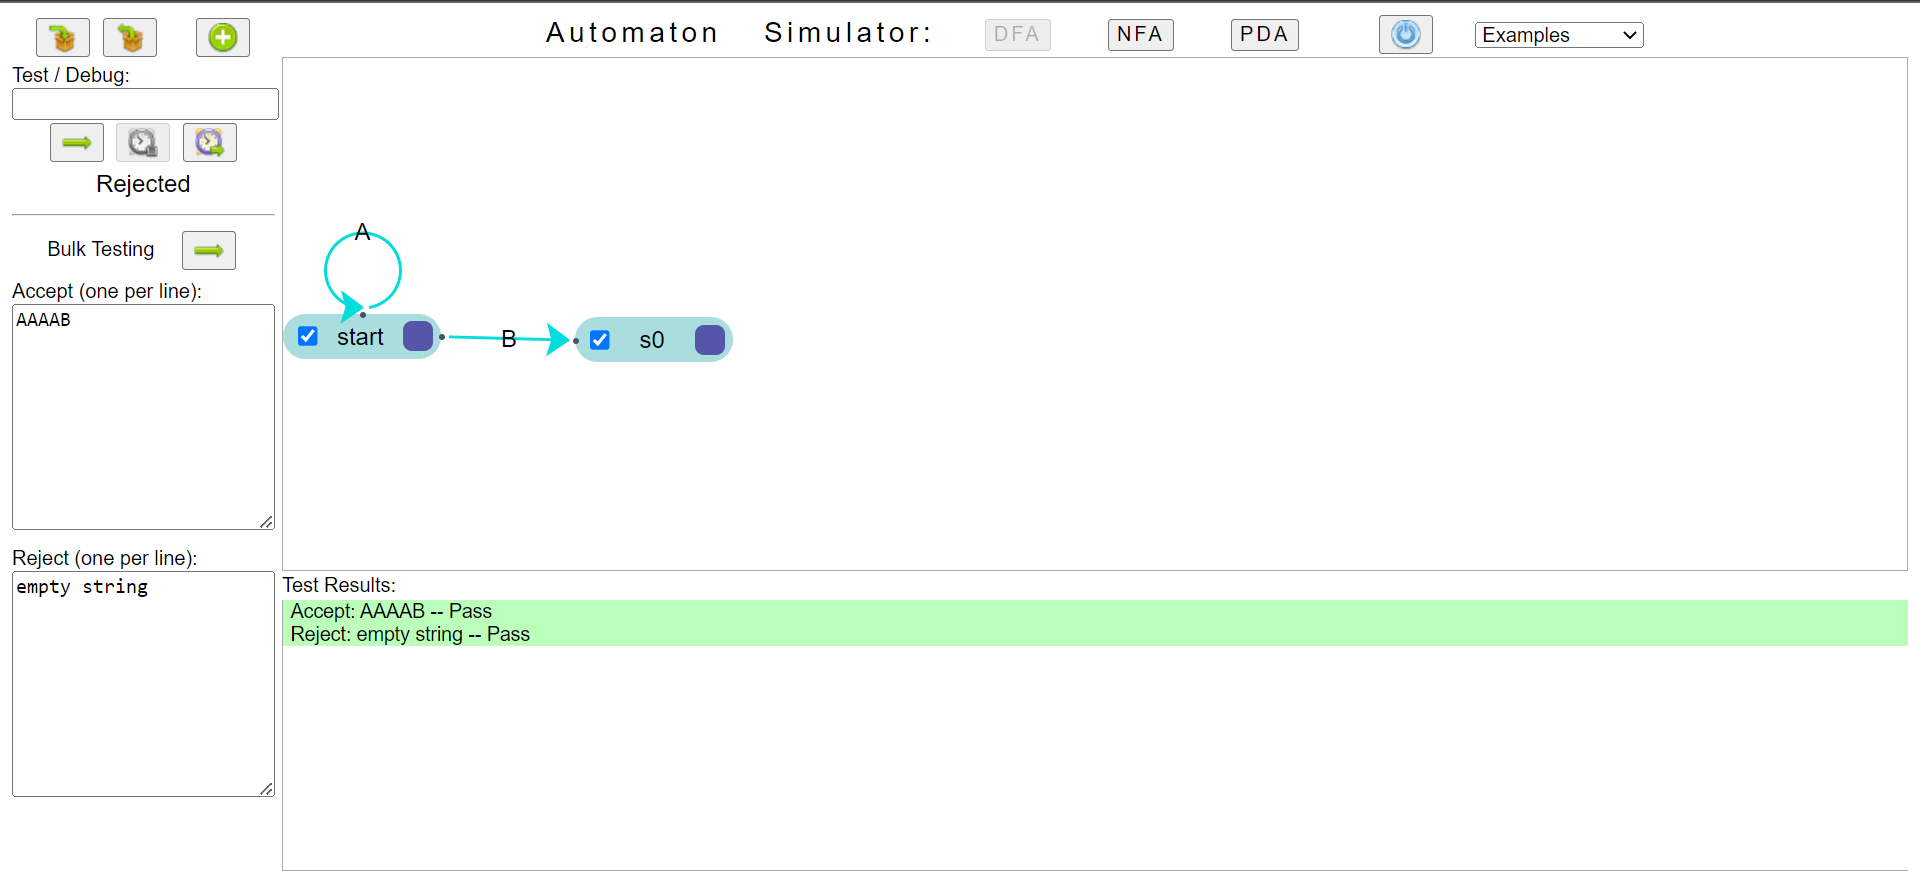 Automaton Simulator:
DFA
NFA
PDA
Examples
Test / Debug:
Rejected
Bulk Testing
Accept (one per line):
AAAAB
Reject (one per line):
empty string
A
start
B
s0
Test Results:
Accept: AAAAB -- Pass
Reject: empty string -- Pass